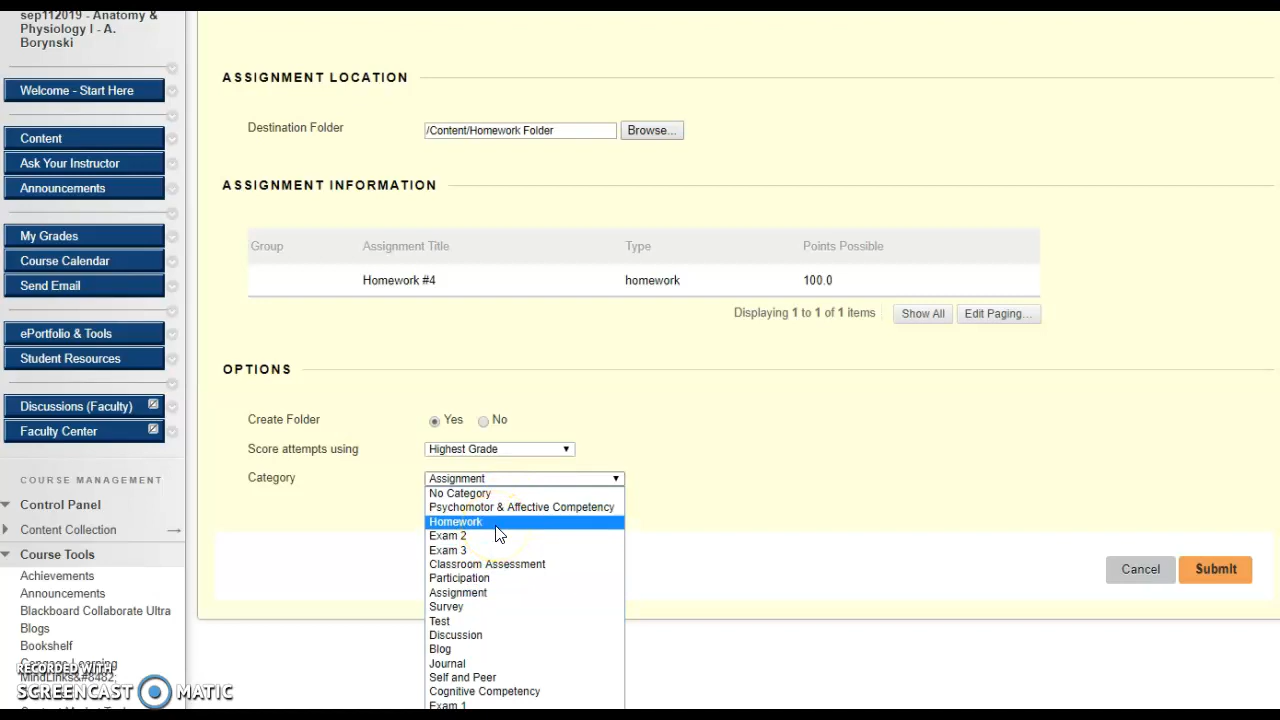 sep112019 - Anatomy &
Physiology I - A.
Borynski
Welcome - Start Here
Content
Ask Your Instructor
Announcements
My Grades
Course Calendar
Send Email
ePortfolio & Tools
Student Resources
Discussions (Faculty)
Faculty Center
COURSE MANAGEMENT
Control Panel
Content Collection
Course Tools
Achievements
Announcements
Blackboard Collaborate Ultra
Blogs
Bookshelf
Cengage Learning
MindLinks&#8482;
RECORDED WITH
SCREENCAST MATIC
ASSIGNMENT LOCATION
Destination Folder /Content/Homework Folder Browse...
ASSIGNMENT INFORMATION
Group Assignment Title Type Points Possible
Homework #4 homework 100.0
Displaying 1 to 1 of 1 items Show All Edit Paging...
OPTIONS
Create Folder Yes No
Score attempts using Highest Grade
Category Assignment
No Category
Psychomotor & Affective Competency
Homework
Exam 2
Exam 3
Classroom Assessment
Participation
Assignment
Survey
Test
Discussion
Blog
Journal
Self and Peer
Cognitive Competency
Exam 1
Cancel Submit